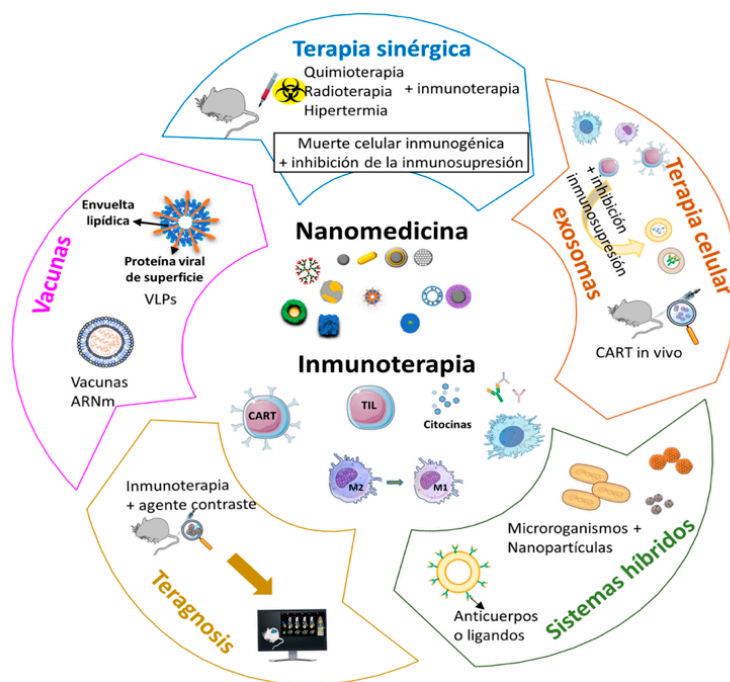 Terapia sinérgica
Quimioterapia
Radioterapia
Hipertermia
+ inmunoterapia
Muerte celular inmunogénica
+ inhibición de la inmunosupresión
Terapia celular
exosomas
+ inhibición
inmunosupresión
CART in vivo
Vacunas
Envuelta
lipídica
Proteína viral
de superficie
VLPs
Vacunas
ARNm
Nanomedicina
Inmunoterapia
CART
TIL
Citocinas
M2
M1
Teragnosis
Inmunoterapia
+ agente contraste
Sistemas híbridos
Microroganismos +
Nanopartículas
Anticuerpos
o ligandos